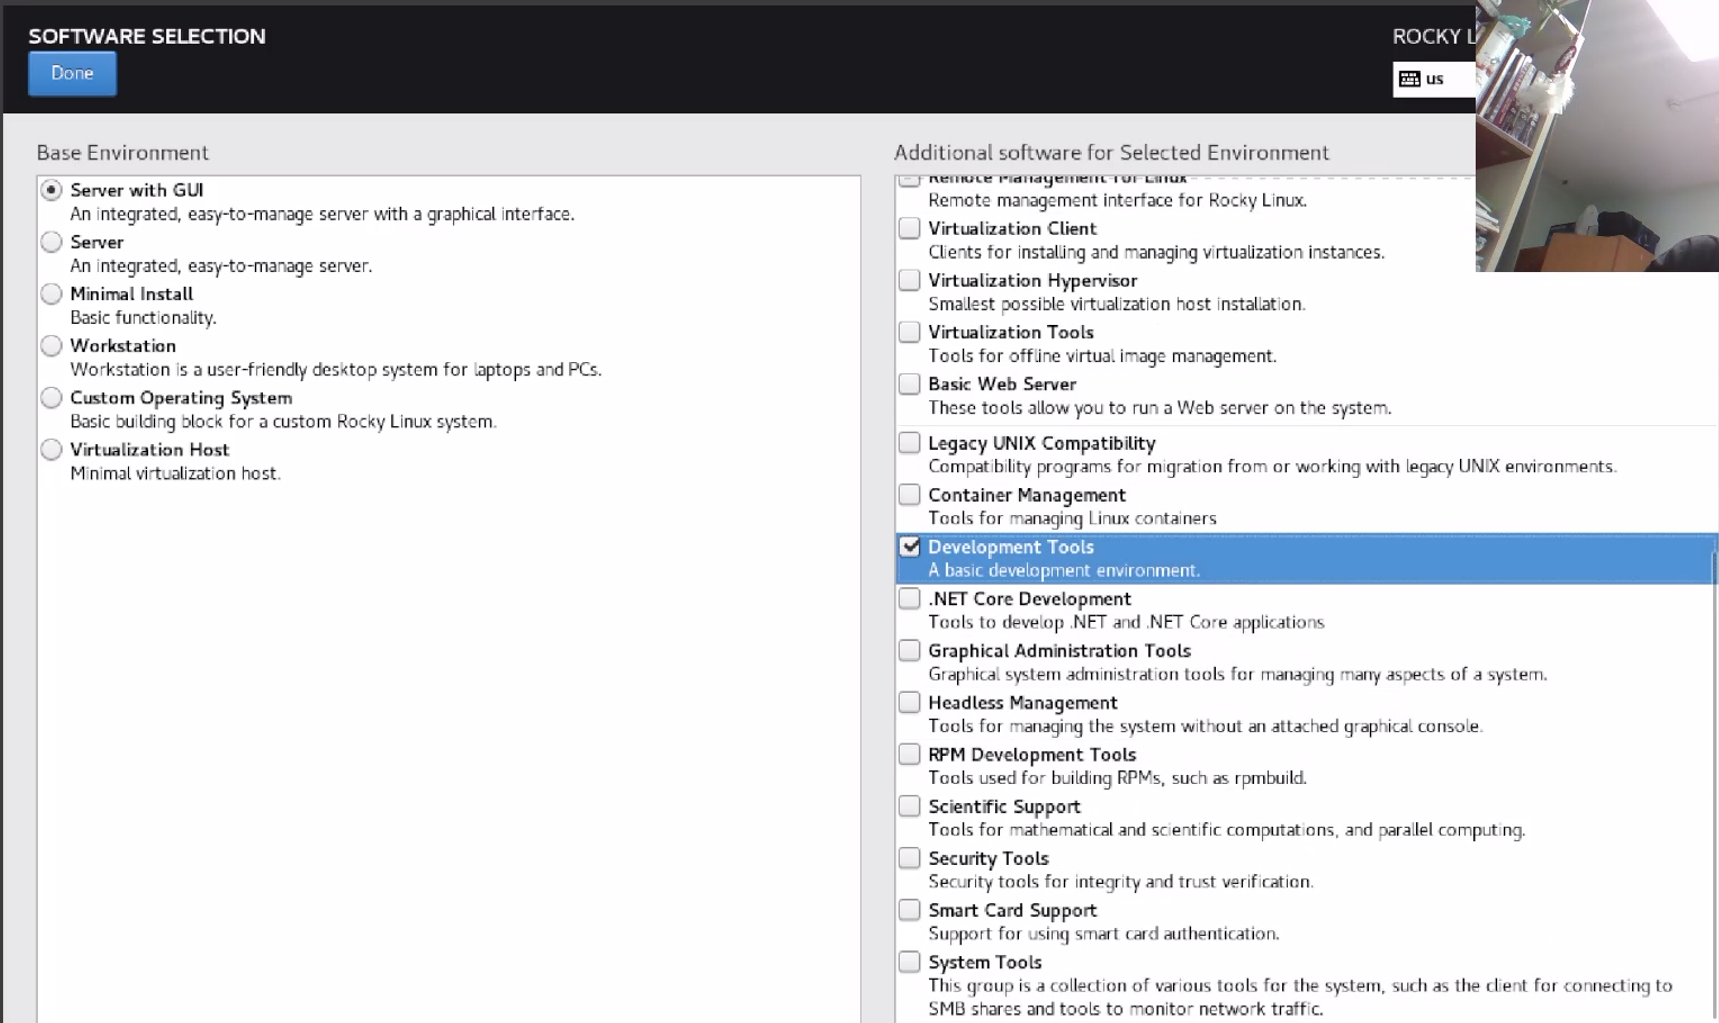 SOFTWARE SELECTION
Done
ROCKY L
us
Base Environment
Server with GUI
An integrated, easy-to-manage server with a graphical interface.
Server
An integrated, easy-to-manage server.
Minimal Install
Basic functionality.
Workstation
Workstation is a user-friendly desktop system for laptops and PCs.
Custom Operating System
Basic building block for a custom Rocky Linux system.
Virtualization Host
Minimal virtualization host.
Additional software for Selected Environment
Remote Management for Linux
Remote management interface for Rocky Linux.
Virtualization Client
Clients for installing and managing virtualization instances.
Virtualization Hypervisor
Smallest possible virtualization host installation.
Virtualization Tools
Tools for offline virtual image management.
Basic Web Server
These tools allow you to run a Web server on the system.
Legacy UNIX Compatibility
Compatibility programs for migration from or working with legacy UNIX environments.
Container Management
Tools for managing Linux containers
Development Tools
A basic development environment.
.NET Core Development
Tools to develop .NET and .NET Core applications
Graphical Administration Tools
Graphical system administration tools for managing many aspects of a system.
Headless Management
Tools for managing the system without an attached graphical console.
RPM Development Tools
Tools used for building RPMs, such as rpmbuild.
Scientific Support
Tools for mathematical and scientific computations, and parallel computing.
Security Tools
Security tools for integrity and trust verification.
Smart Card Support
Support for using smart card authentication.
System Tools
This group is a collection of various tools for the system, such as the client for connecting to
SMB shares and tools to monitor network traffic.